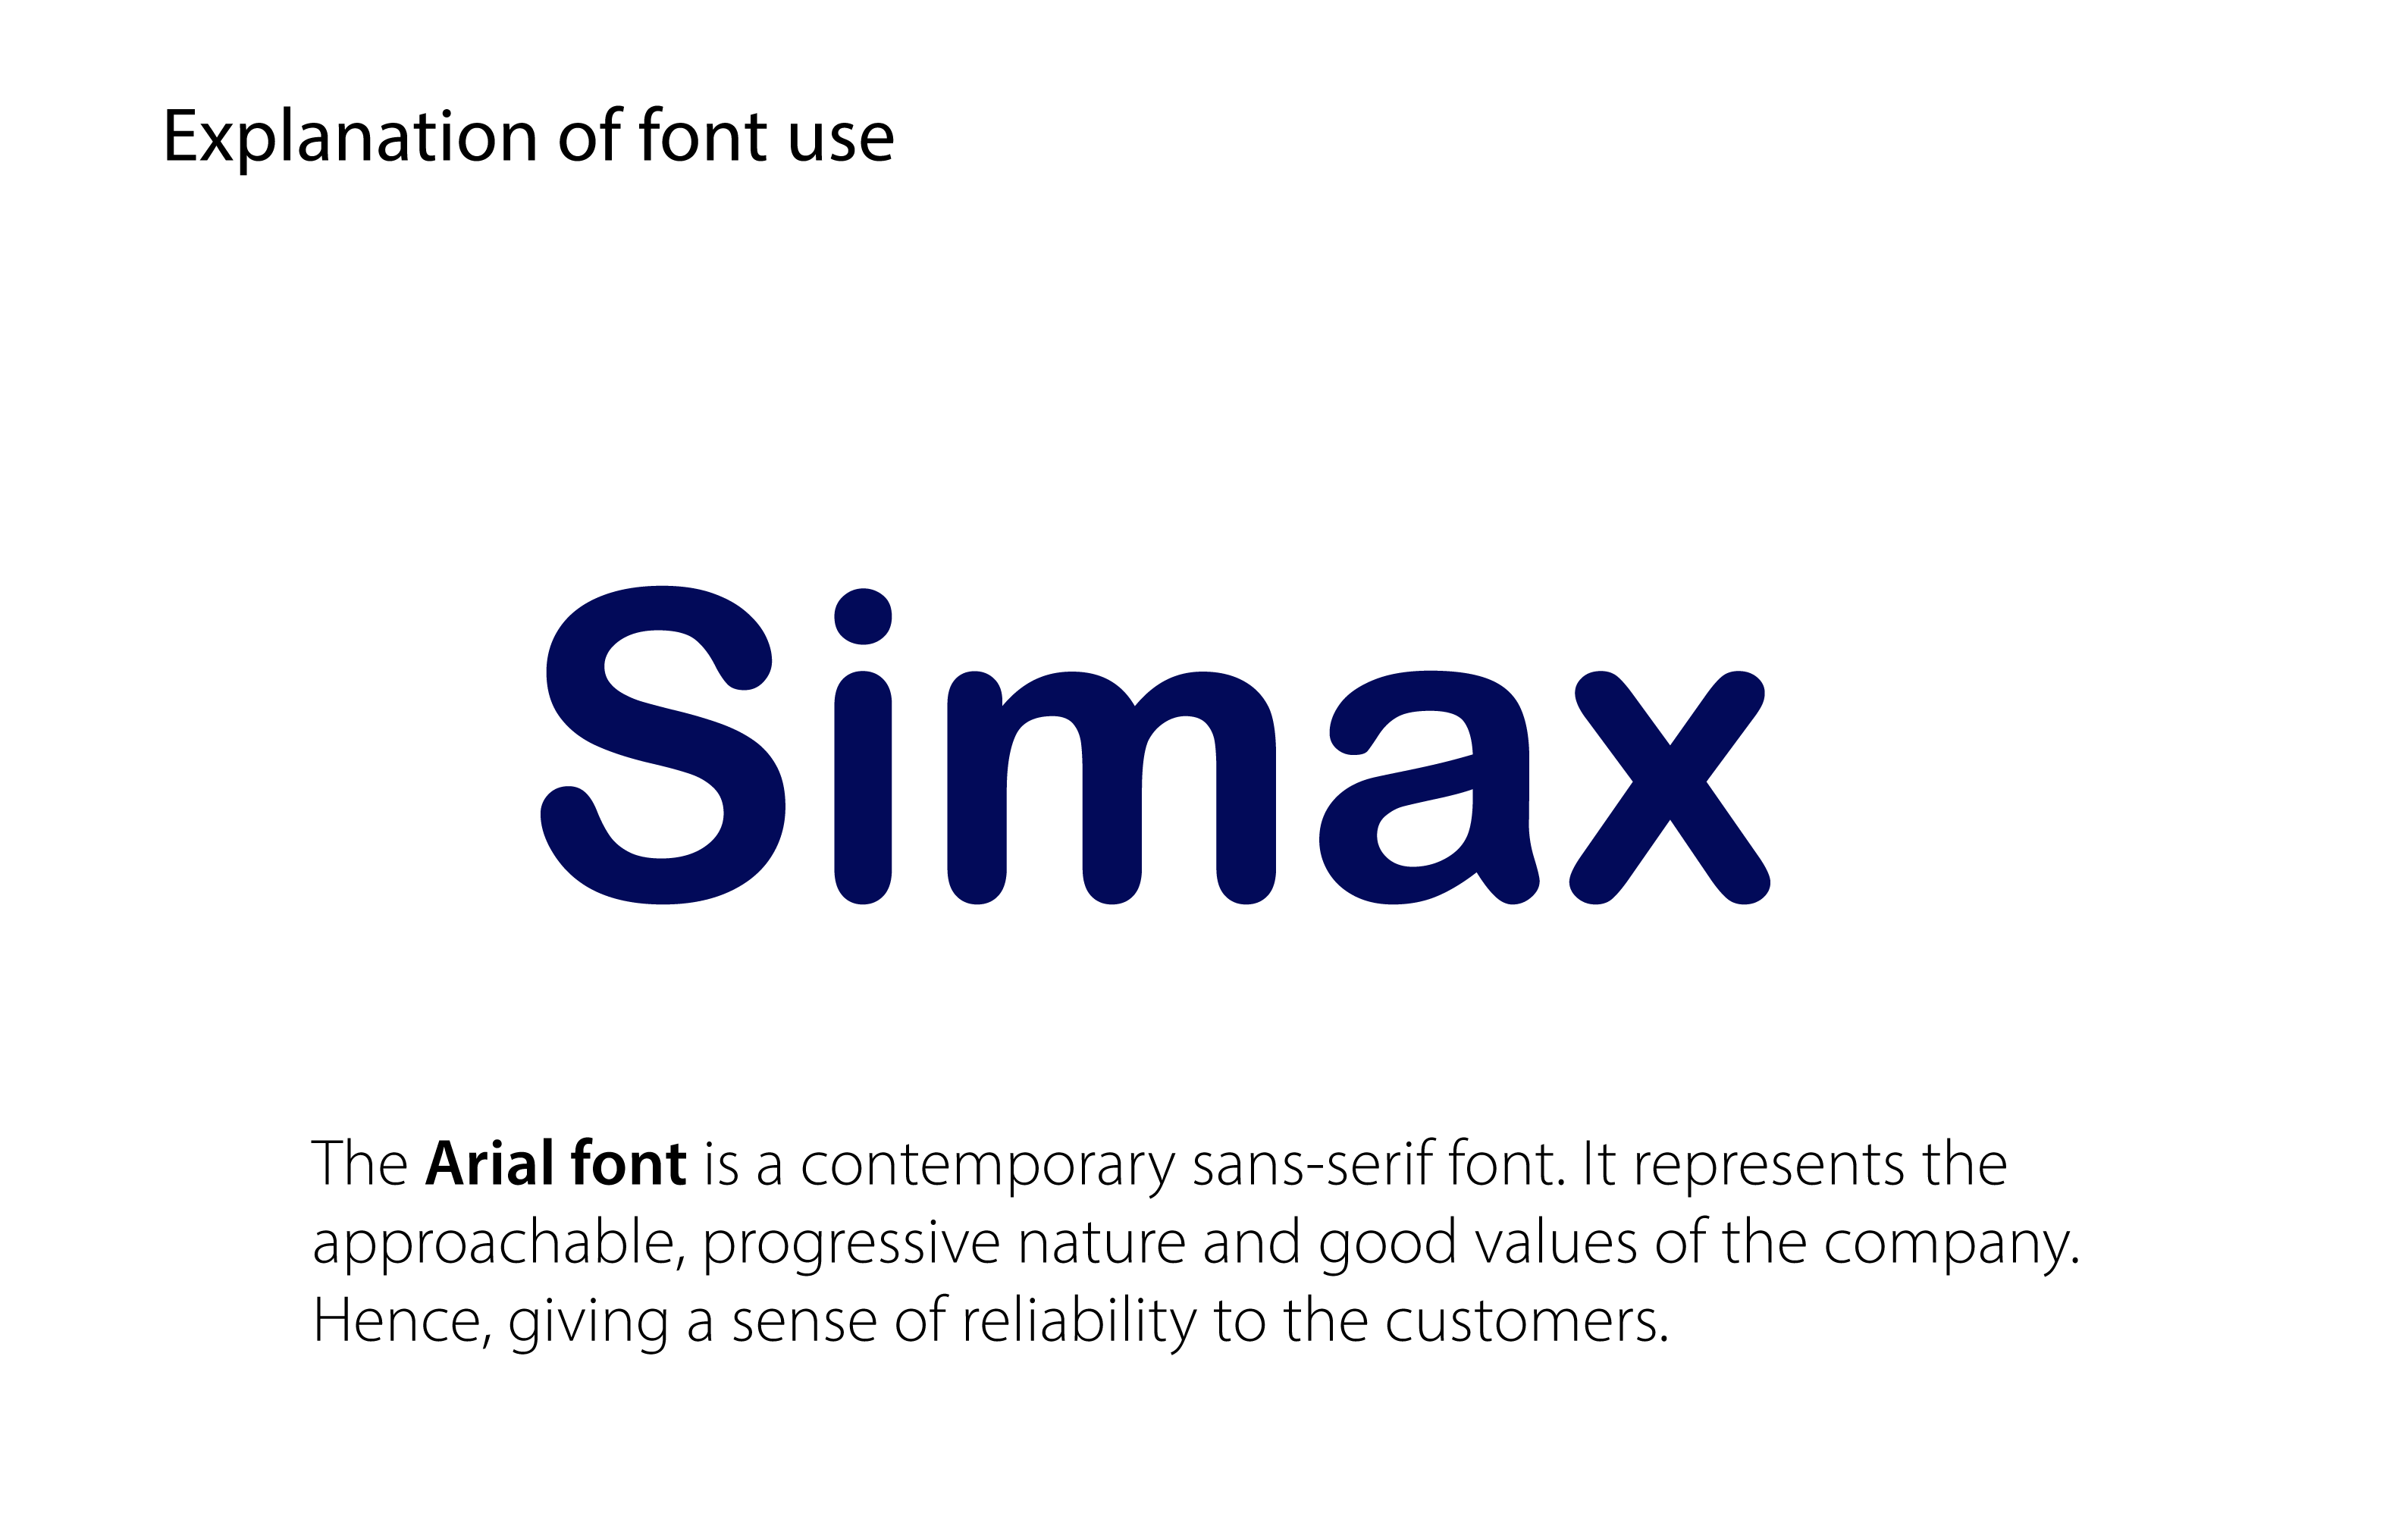 Explanation of font use
Simax
The Arial font is a contemporary sans-serif font. It represents the
approachable, progressive nature and good values of the company.
Hence, giving a sense of reliability to the customers.